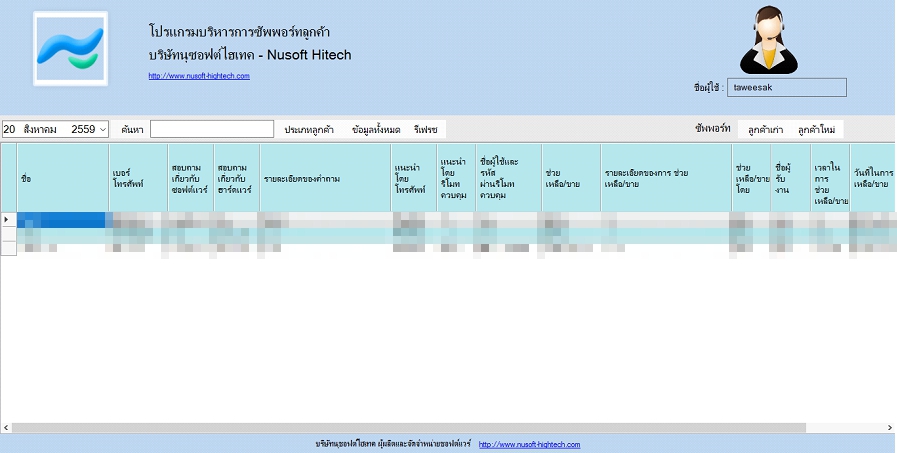 โปรแกรมบริหารการซัพพอร์ทลูกค้า
บริษัทนุซอฟต์ไฮเทค - Nusoft Hitech
http://www.nusoft-hightech.com
ชื่อผู้ใช้ : taweesak
20 สิงหาคม 2559 ค้นหา ประเภทลูกค้า ข้อมูลทั้งหมด รีเฟรช ซัพพอร์ท ลูกค้าเก่า ลูกค้าใหม่
ชื่อ
เบอร์
โทรศัพท์
สอบถาม
เกี่ยวกับ
ซอฟต์แวร์
สอบถาม
เกี่ยวกับ
ฮาร์ดแวร์
รายละเอียดของคำถาม
แนะนำ
โดย
โทรศัพท์
แนะนำ
โดย
รีโมท
ควบคุม
ชื่อผู้ใช้และ
รหัส
ผ่านรีโมท
ควบคุม
ช่วย
เหลือ/ขาย
รายละเอียดของการ ช่วย
เหลือ/ขาย
ช่วย
เหลือ/ขาย
โดย
ชื่อผู้
รับ
งาน
เวลาใน
การ
ช่วย
เหลือ/ขาย
วันที่ในการ
เหลือ/ขาย
บริษัทนุซอฟต์ไฮเทค ผู้ผลิตและจัดจำหน่ายซอฟต์แวร์ http://www.nusoft-hightech.com